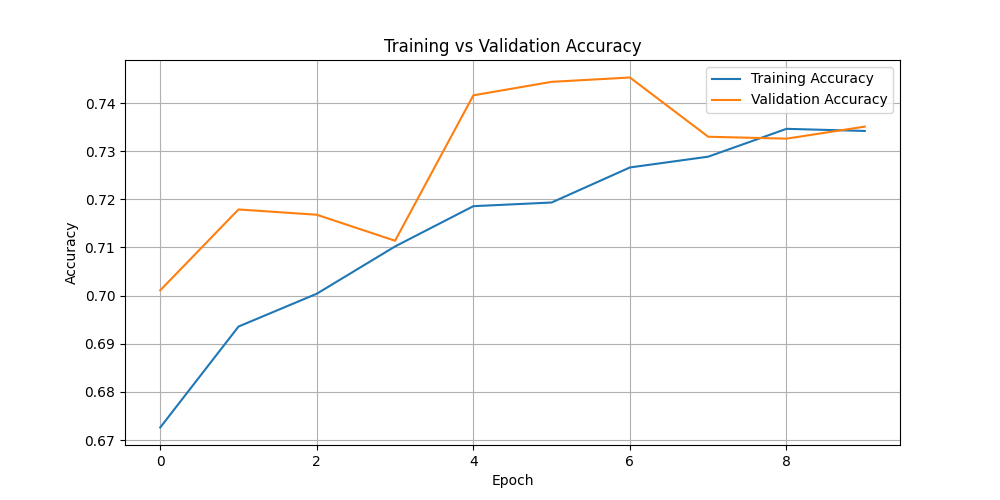 Training vs Validation Accuracy
Training Accuracy
Validation Accuracy
0.74
0.73
0.72
0.71
0.70
0.69
0.68
0.67
Accuracy
0 2 4 6 8
Epoch